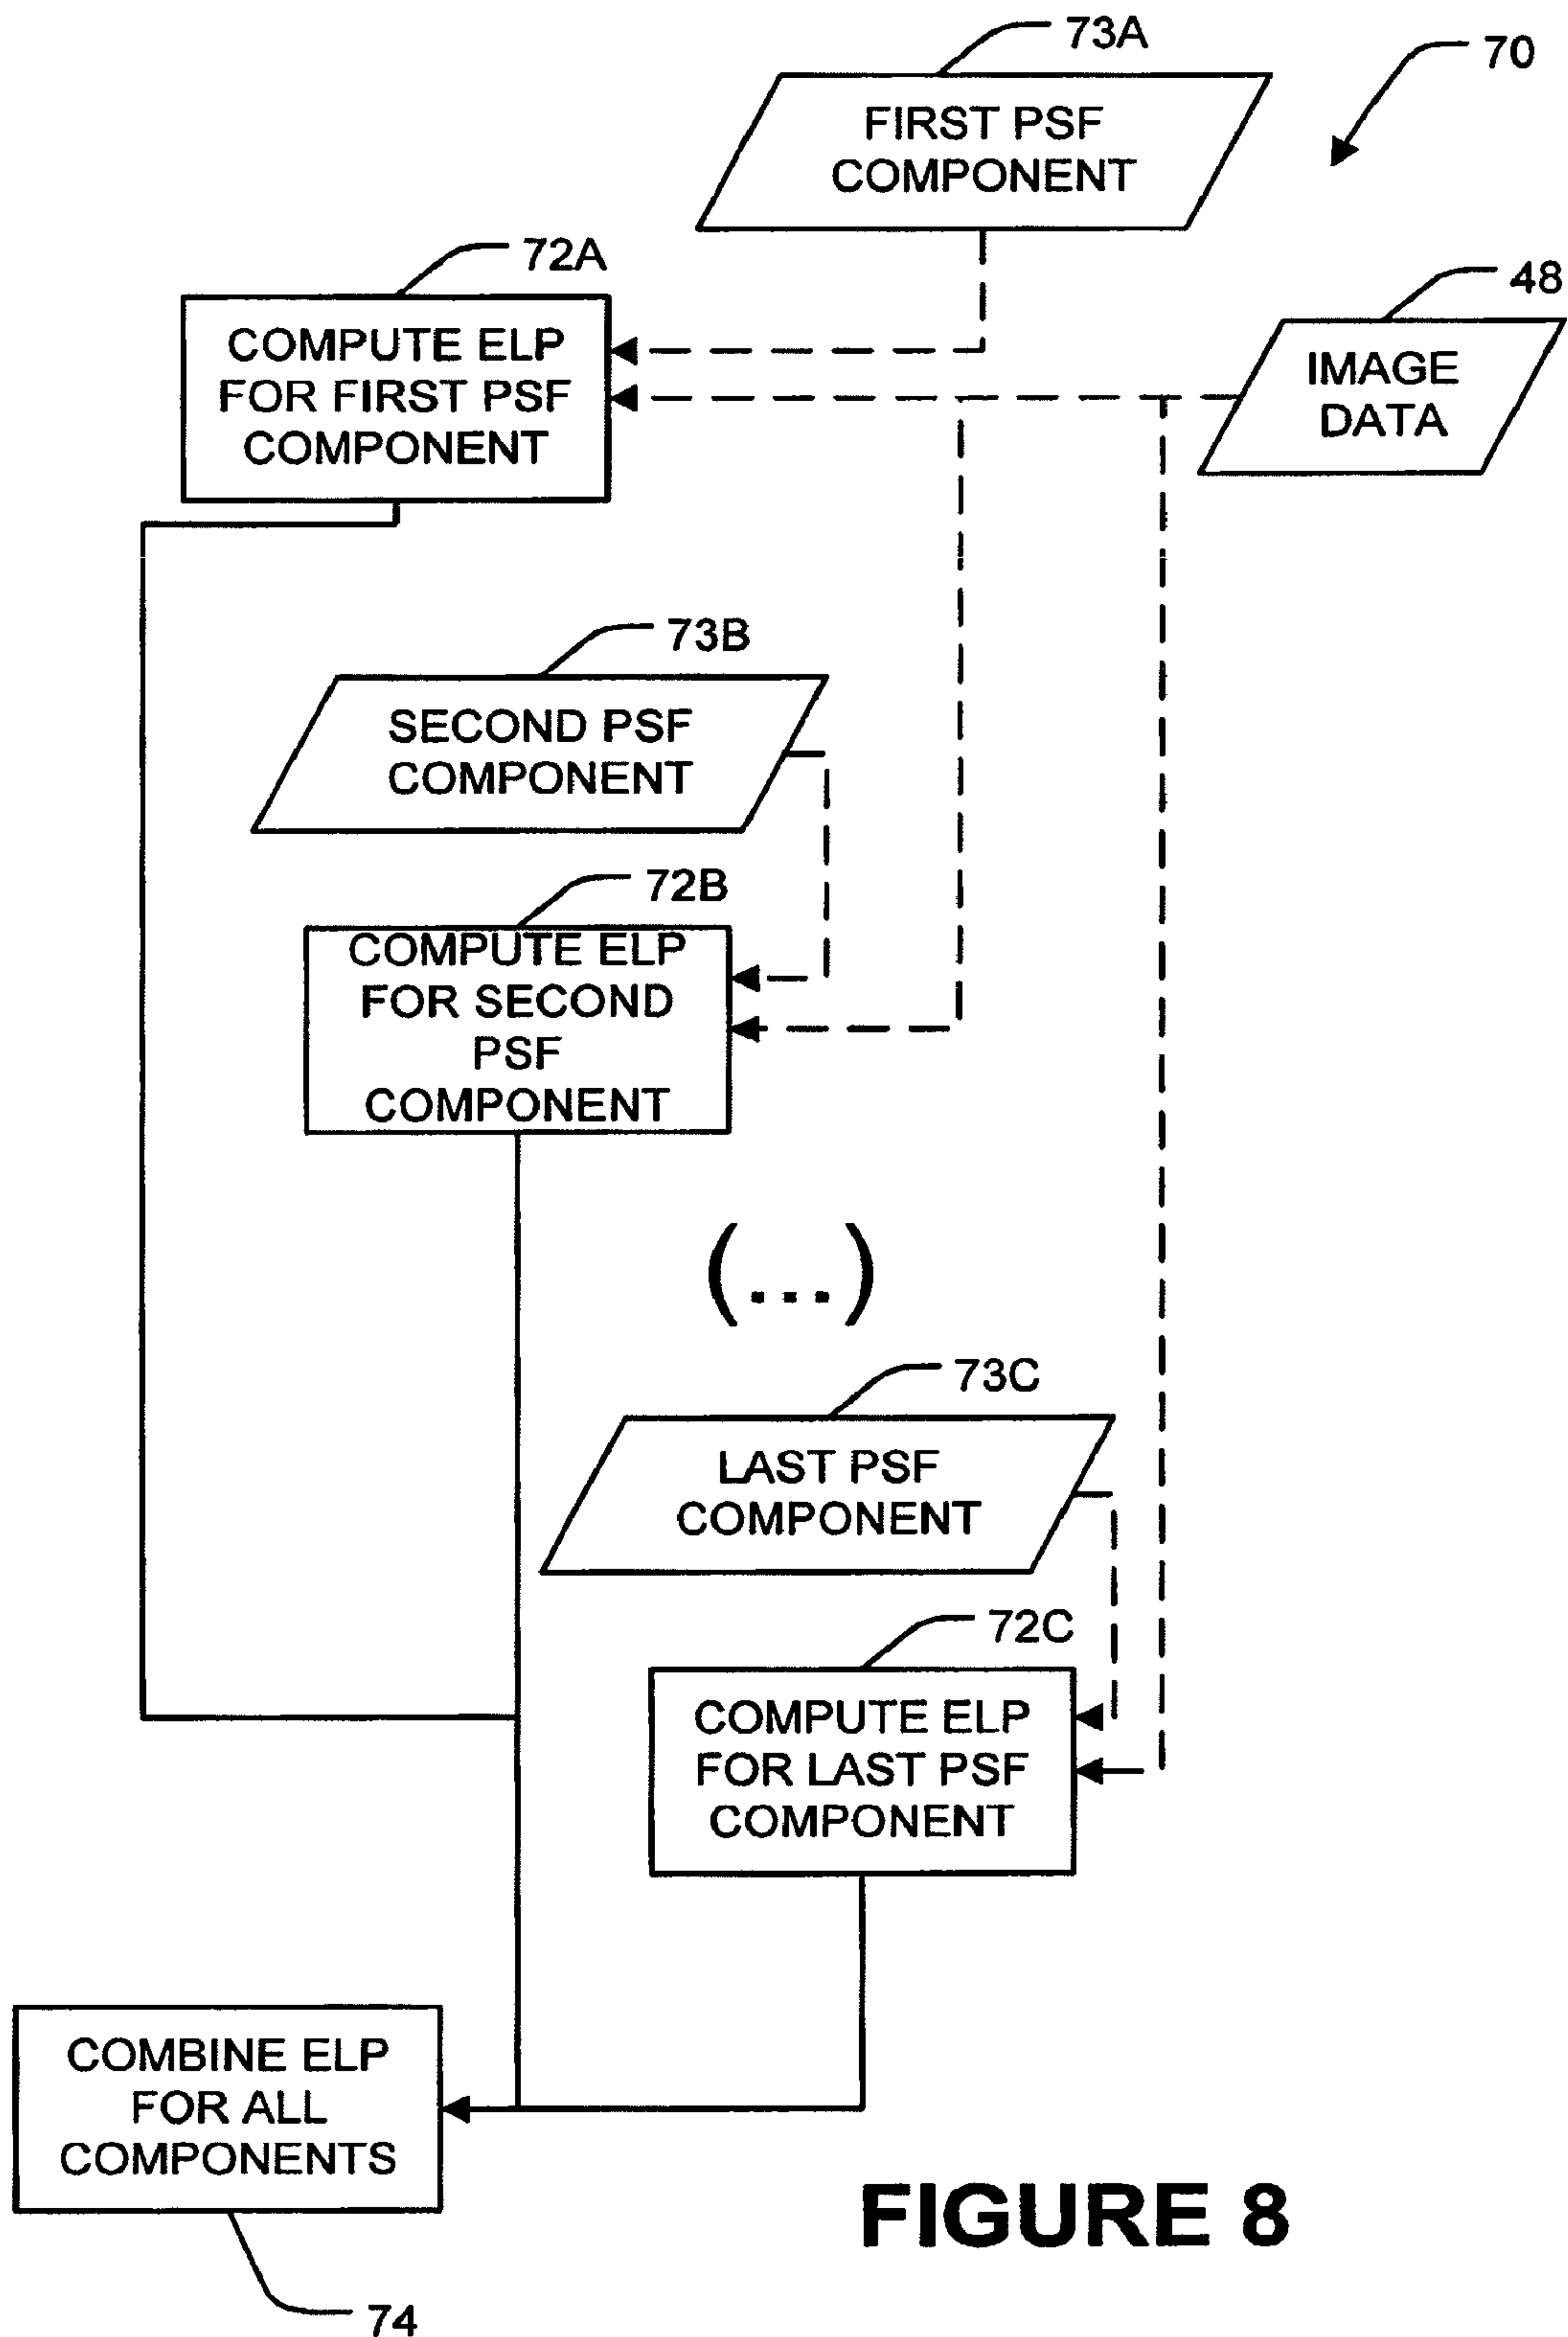 73A
70
FIRST PSF
COMPONENT
72A
48
COMPUTE ELP
FOR FIRST PSF
COMPONENT
IMAGE
DATA
73B
SECOND PSF
COMPONENT
72B
COMPUTE ELP
FOR SECOND
PSF
COMPONENT
(...)
73C
LAST PSF
COMPONENT
72C
COMPUTE ELP
FOR LAST PSF
COMPONENT
COMBINE ELP
FOR ALL
COMPONENTS
FIGURE 8
74